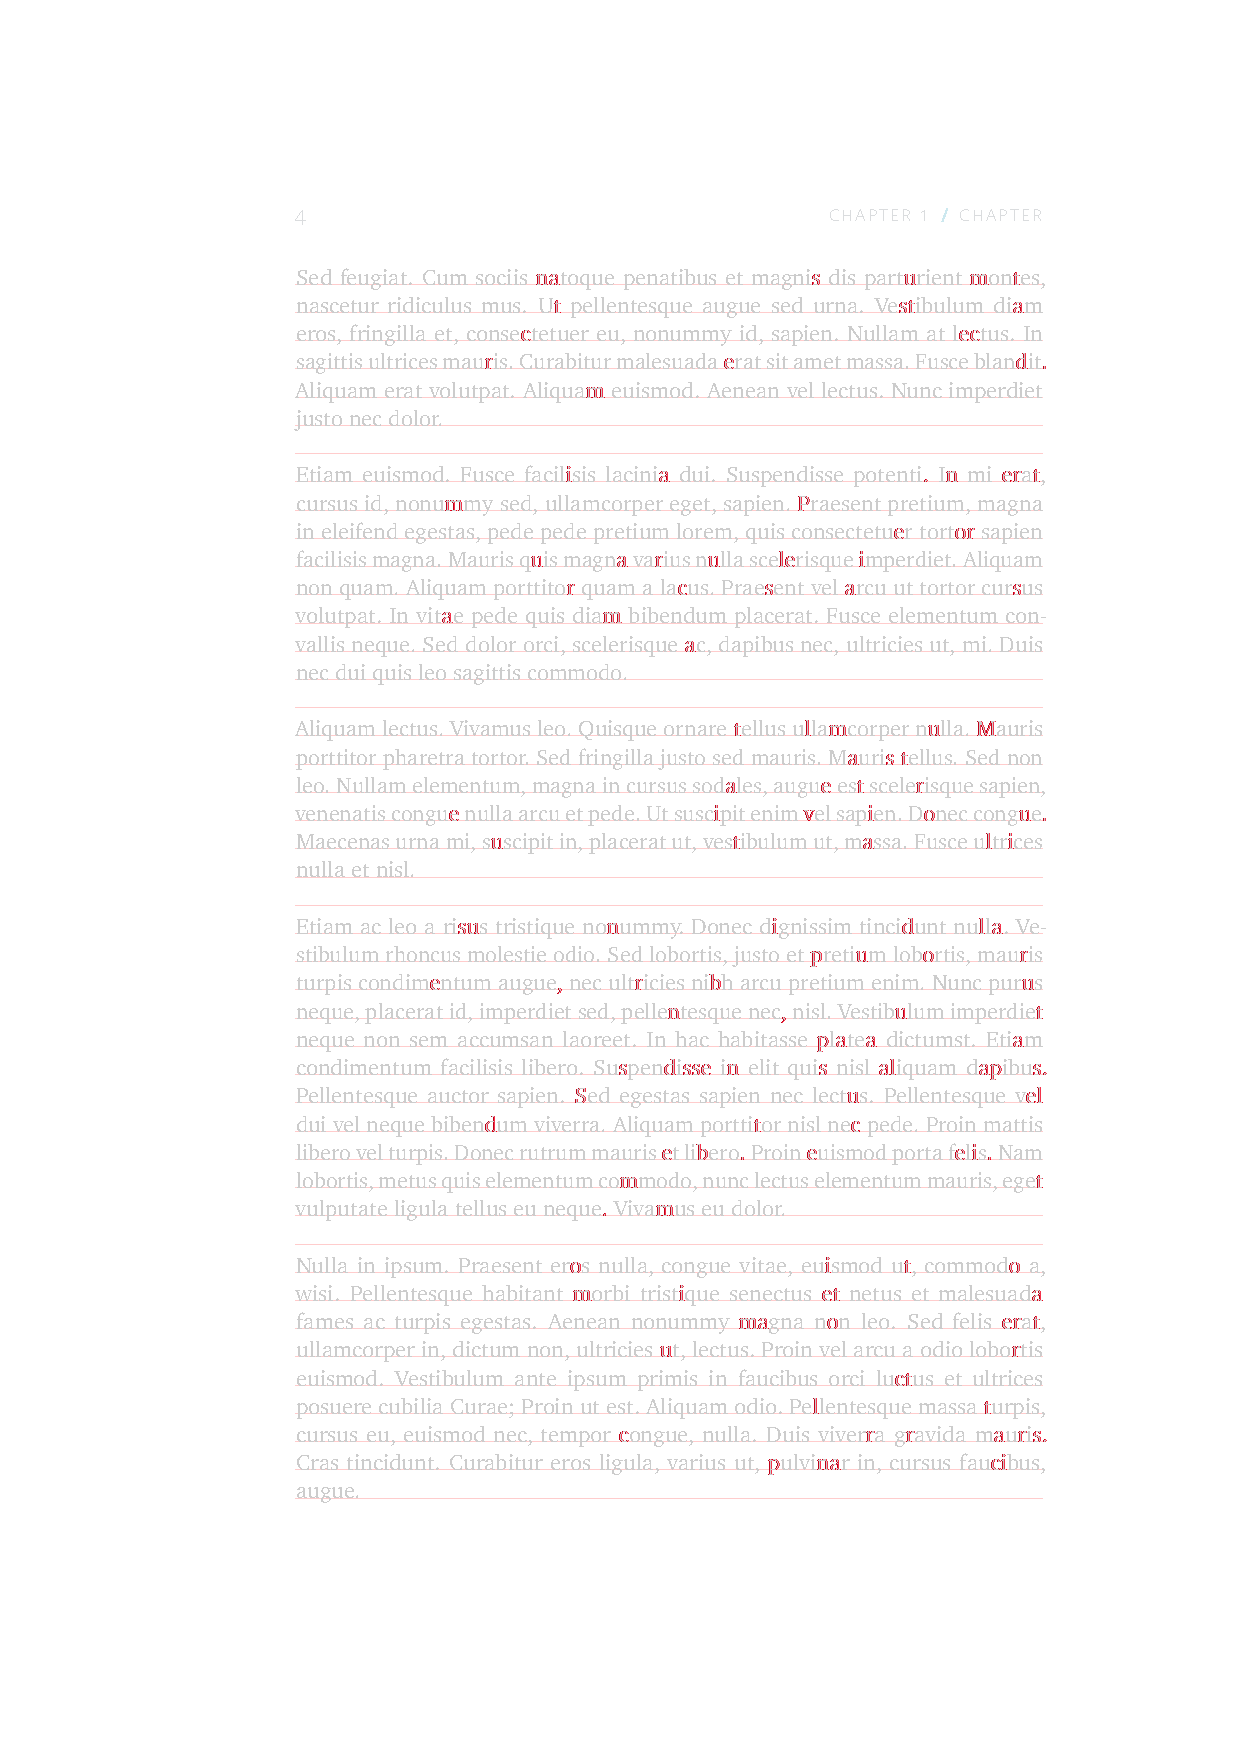 4 CHAPTER 1 / CHAPTER
Sed feugiat. Cum sociis natoque penatibus et magnis dis parturient montes,
nascetur ridiculus mus. Ut pellentesque augue sed urna. Vestibulum diam
eros, fringilla et, consectetuer eu, nonummy id, sapien. Nullam at lectus. In
sagittis ultrices mauris. Curabitur malesuada erat sit amet massa. Fusce blandit.
Aliquam erat volutpat. Aliquam euismod. Aenean vel lectus. Nunc imperdiet
justo nec dolor.
Etiam euismod. Fusce facilisis lacinia dui. Suspendisse potenti. In mi erat,
cursus id, nonummy sed, ullamcorper eget, sapien. Praesent pretium, magna
in eleifend egestas, pede pede pretium lorem, quis consectetuer tortor sapien
facilisis magna. Mauris quis magna varius nulla scelerisque imperdiet. Aliquam
non quam. Aliquam porttitor quam a lacus. Praesent vel arcu ut tortor cursus
volutpat. In vitae pede quis diam bibendum placerat. Fusce elementum con-
vallis neque. Sed dolor orci, scelerisque ac, dapibus nec, ultricies ut, mi. Duis
nec dui quis leo sagittis commodo.
Aliquam lectus. Vivamus leo. Quisque ornare tellus ullamcorper nulla. Mauris
porttitor pharetra tortor. Sed fringilla justo sed mauris. Mauris tellus. Sed non
leo. Nullam elementum, magna in cursus sodales, augue est scelerisque sapien,
venenatis congue nulla arcu et pede. Ut suscipit enim vel sapien. Donec congue.
Maecenas urna mi, suscipit in, placerat ut, vestibulum ut, massa. Fusce ultrices
nulla et nisl.
Etiam ac leo a risus tristique nonummy. Donec dignissim tincidunt nulla. Ve-
stibulum rhoncus molestie odio. Sed lobortis, justo et pretium lobortis, mauris
turpis condimentum augue, nec ultricies nibh arcu pretium enim. Nunc purus
neque, placerat id, imperdiet sed, pellentesque nec, nisl. Vestibulum imperdiet
neque non sem accumsan laoreet. In hac habitasse platea dictumst. Etiam
condimentum facilisis libero. Suspendisse in elit quis nisl aliquam dapibus.
Pellentesque auctor sapien. Sed egestas sapien nec lectus. Pellentesque vel
dui vel neque bibendum viverra. Aliquam porttitor nisl nec pede. Proin mattis
libero vel turpis. Donec rutrum mauris et libero. Proin euismod porta felis. Nam
lobortis, metus quis elementum commodo, nunc lectus elementum mauris, eget
vulputate ligula tellus eu neque. Vivamus eu dolor.
Nulla in ipsum. Praesent eros nulla, congue vitae, euismod ut, commodo a,
wisi. Pellentesque habitant morbi tristique senectus et netus et malesuada
fames ac turpis egestas. Aenean nonummy magna non leo. Sed felis erat,
ullamcorper in, dictum non, ultricies ut, lectus. Proin vel arcu a odio lobortis
euismod. Vestibulum ante ipsum primis in faucibus orci luctus et ultrices
posuere cubilia Curae; Proin ut est. Aliquam odio. Pellentesque massa turpis,
cursus eu, euismod nec, tempor congue, nulla. Duis viverra gravida mauris.
Cras tincidunt. Curabitur eros ligula, varius ut, pulvinar in, cursus faucibus,
augue.